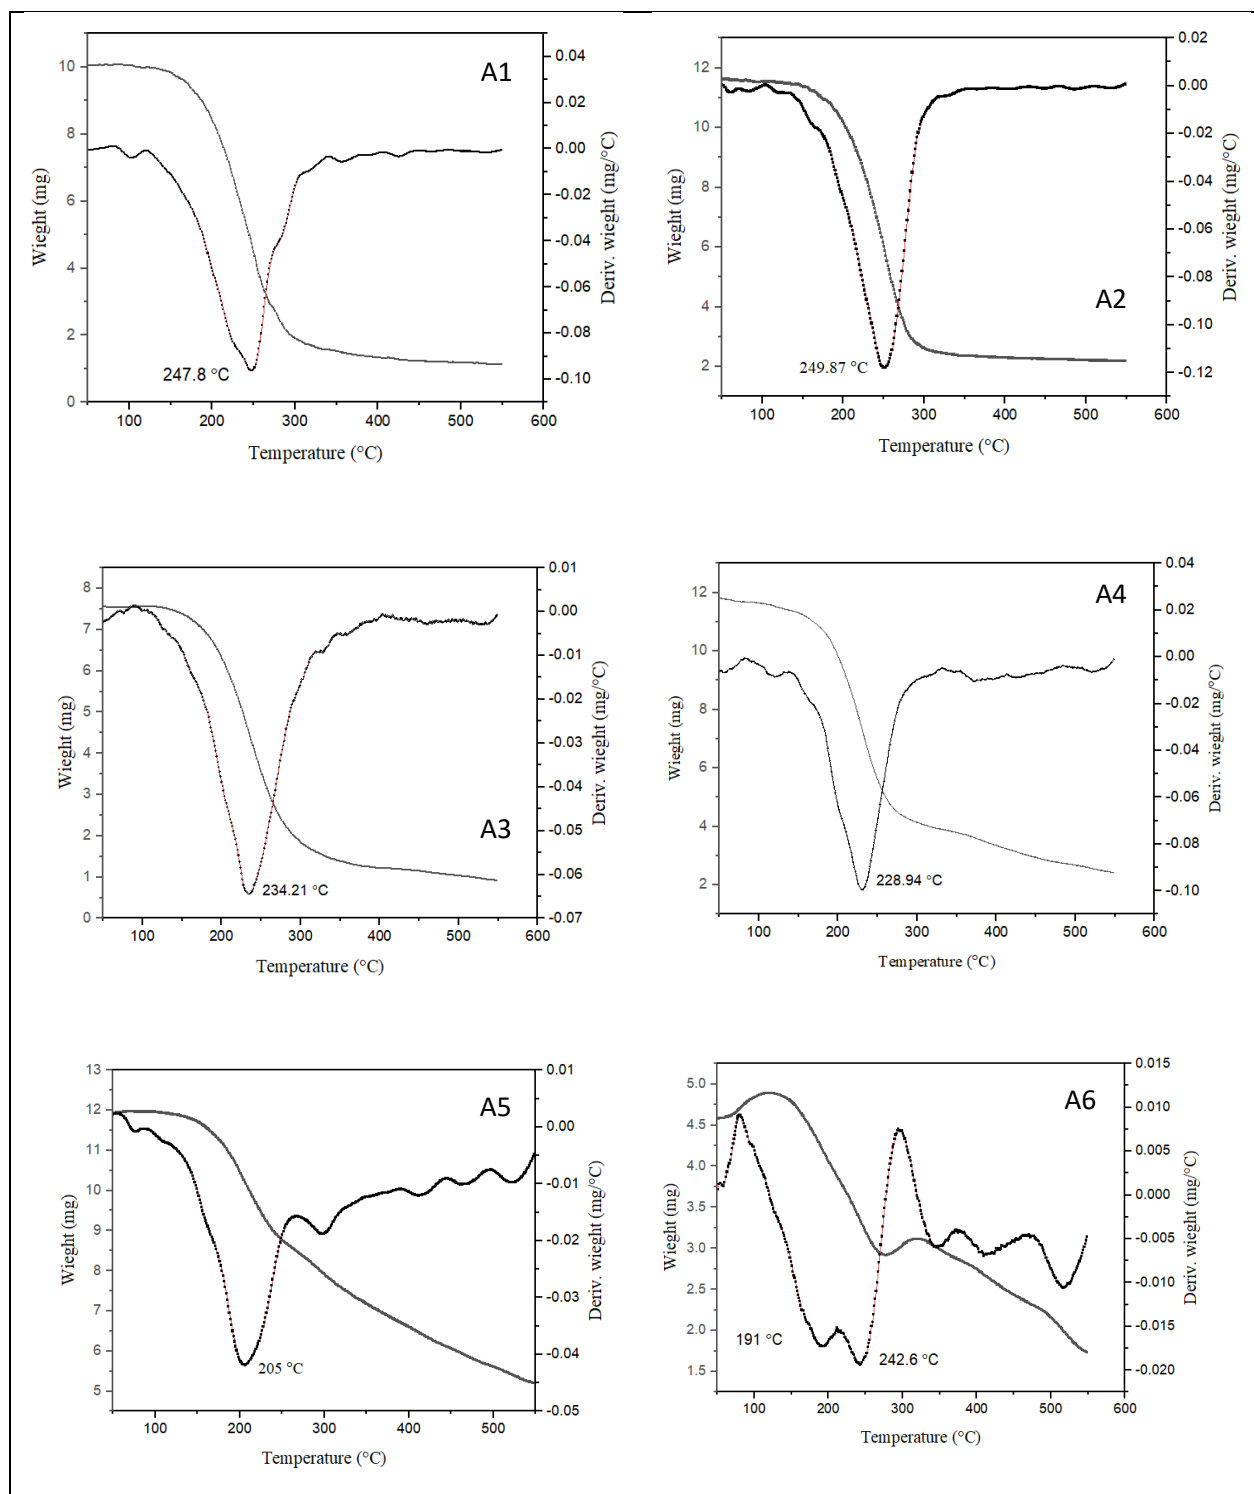 A1
Wieght (mg)
10
8
6
4
2
0
0.04
0.02
0.00
-0.02
-0.04
-0.06
-0.08
-0.10
Deriv. wieght (mg/°C)
247.8 °C
100 200 300 400 500 600
Temperature (°C)
A2
Wieght (mg)
12
10
8
6
4
2
0.02
0.00
-0.02
-0.04
-0.06
-0.08
-0.10
-0.12
Deriv. wieght (mg/°C)
249.87 °C
100 200 300 400 500 600
Temperature (°C)
A3
Wieght (mg)
8
7
6
5
4
3
2
1
0
0.01
0.00
-0.01
-0.02
-0.03
-0.04
-0.05
-0.06
-0.07
Deriv. wieght (mg/°C)
234.21 °C
100 200 300 400 500 600
Temperature (°C)
A4
Wieght (mg)
12
10
8
6
4
2
0.04
0.02
0.00
-0.02
-0.04
-0.06
-0.08
-0.10
Deriv. wieght (mg/°C)
228.94 °C
100 200 300 400 500 600
Temperature (°C)
A5
Wieght (mg)
13
12
11
10
9
8
7
6
5
0.01
0.00
-0.01
-0.02
-0.03
-0.04
-0.05
Deriv. wieght (mg/°C)
205 °C
100 200 300 400 500
Temperature (°C)
A6
Wieght (mg)
5.0
4.5
4.0
3.5
3.0
2.5
2.0
1.5
0.015
0.010
0.005
0.000
-0.005
-0.010
-0.015
-0.020
Deriv. wieght (mg/°C)
191 °C
242.6 °C
100 200 300 400 500 600
Temperature (°C)